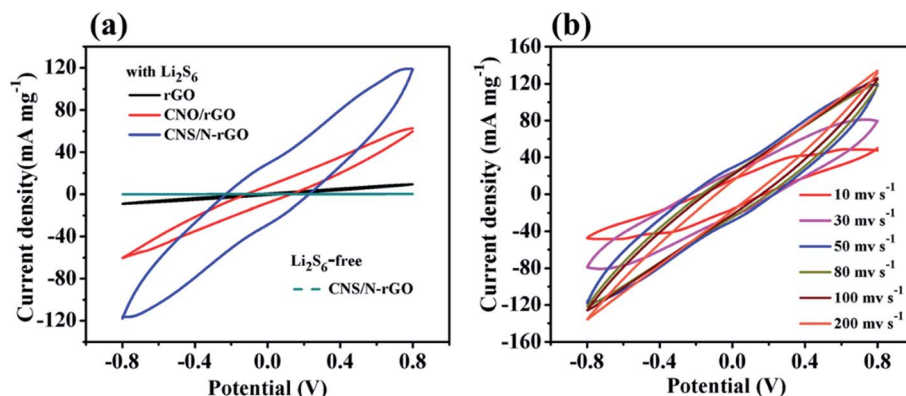 (a)
Current density(mA mg-1)
120
80
40
0
-40
-80
-120
with Li2S6
rGO
CNO/rGO
CNS/N-rGO
Li2S6-free
CNS/N-rGO
-0.8
-0.4
0.0
0.4
0.8
Potential (V)
(b)
Current density (mA mg-1)
160
120
80
40
0
-40
-80
-120
-160
10 mv s-1
30 mv s-1
50 mv s-1
80 mv s-1
100 mv s-1
200 mv s-1
-0.8
-0.4
0.0
0.4
0.8
Potential (V)